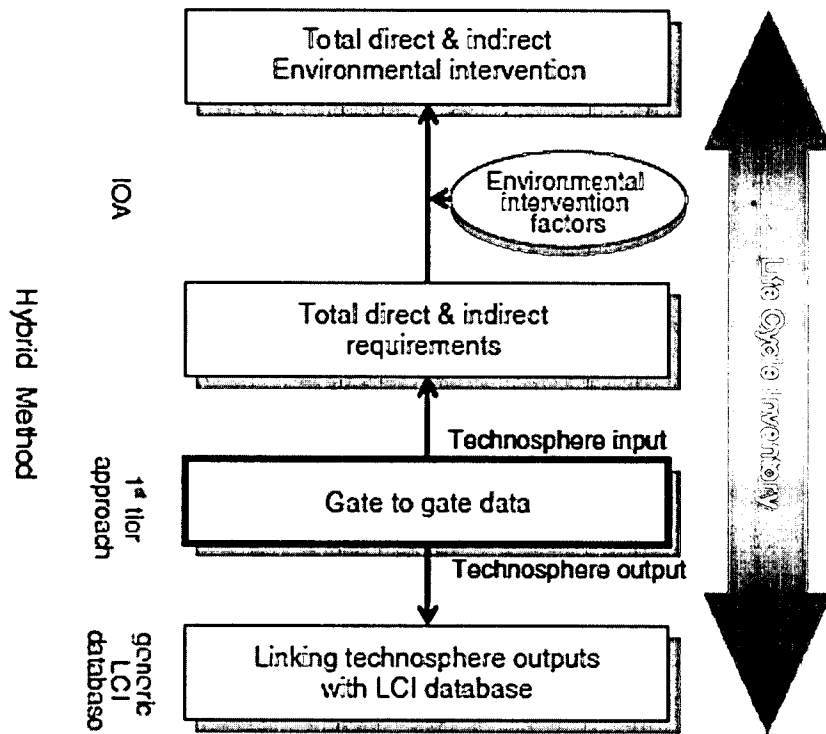 Total direct & indirect
Environmental intervention
Environmental
intervention
factors
IOA
Total direct & indirect
requirements
Hybrid Method
Technosphere input
1st tier
approach
Gate to gate data
Technosphere output
generic
LCI
database
Linking technosphere outputs
with LCI database
Life Cycle Inventory